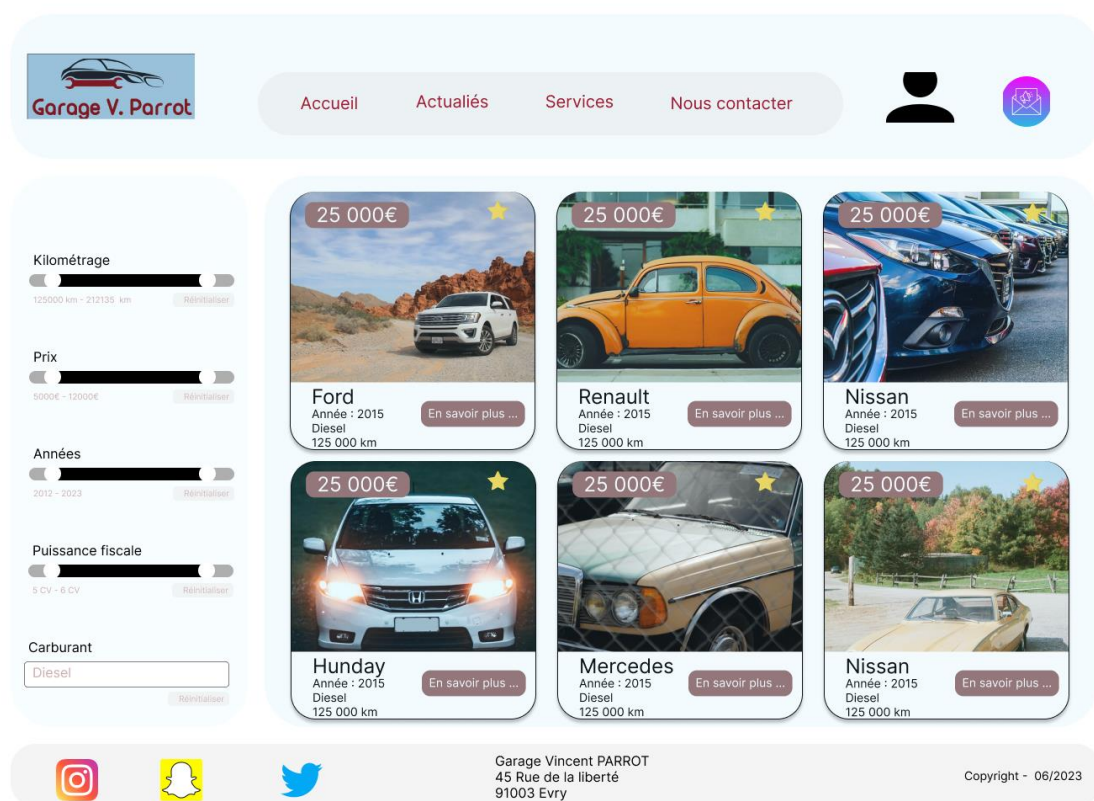 Garage V. Parrot
Accueil
Actualiés
Services
Nous contacter
Kilométrage
125000 km - 212135 km
Réinitialiser
Prix
5000€ - 12000€
Réinitialiser
Années
2012 - 2023
Réinitialiser
Puissance fiscale
5 CV - 6 CV
Réinitialiser
Carburant
Diesel
Réinitialiser
25 000€
Ford
Année : 2015
Diesel
125 000 km
En savoir plus ...
25 000€
Renault
Année : 2015
Diesel
125 000 km
En savoir plus ...
25 000€
Nissan
Année : 2015
Diesel
125 000 km
En savoir plus ...
25 000€
Hunday
Année : 2015
Diesel
125 000 km
En savoir plus ...
25 000€
Mercedes
Année : 2015
Diesel
125 000 km
En savoir plus ...
25 000€
Nissan
Année : 2015
Diesel
125 000 km
En savoir plus ...
Garage Vincent PARROT
45 Rue de la liberté
91003 Evry
Copyright - 06/2023